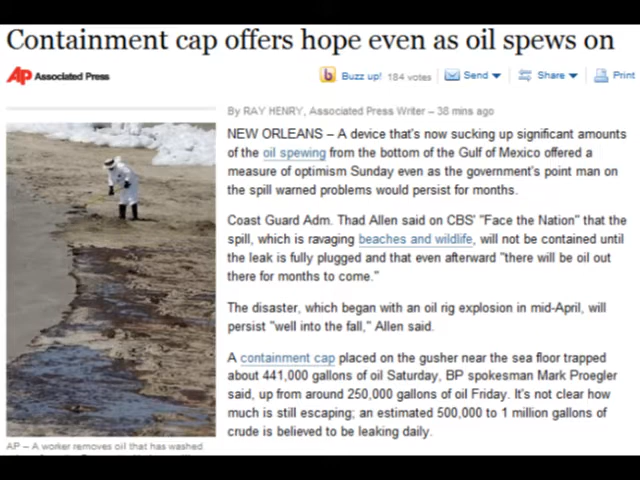 Containment cap offers hope even as oil spews on
AP Associated Press
Buzz up! 184 votes Send Share Print
By RAY HENRY, Associated Press Writer – 38 mins ago
NEW ORLEANS – A device that's now sucking up significant amounts
of the oil spewing from the bottom of the Gulf of Mexico offered a
measure of optimism Sunday even as the government's point man on
the spill warned problems would persist for months.
Coast Guard Adm. Thad Allen said on CBS' "Face the Nation" that the
spill, which is ravaging beaches and wildlife, will not be contained until
the leak is fully plugged and that even afterward "there will be oil out
there for months to come."
The disaster, which began with an oil rig explosion in mid-April, will
persist "well into the fall," Allen said.
A containment cap placed on the gusher near the sea floor trapped
about 441,000 gallons of oil Saturday, BP spokesman Mark Proegler
said, up from around 250,000 gallons of oil Friday. It's not clear how
much is still escaping; an estimated 500,000 to 1 million gallons of
crude is believed to be leaking daily.
AP – A worker removes oil that has washed